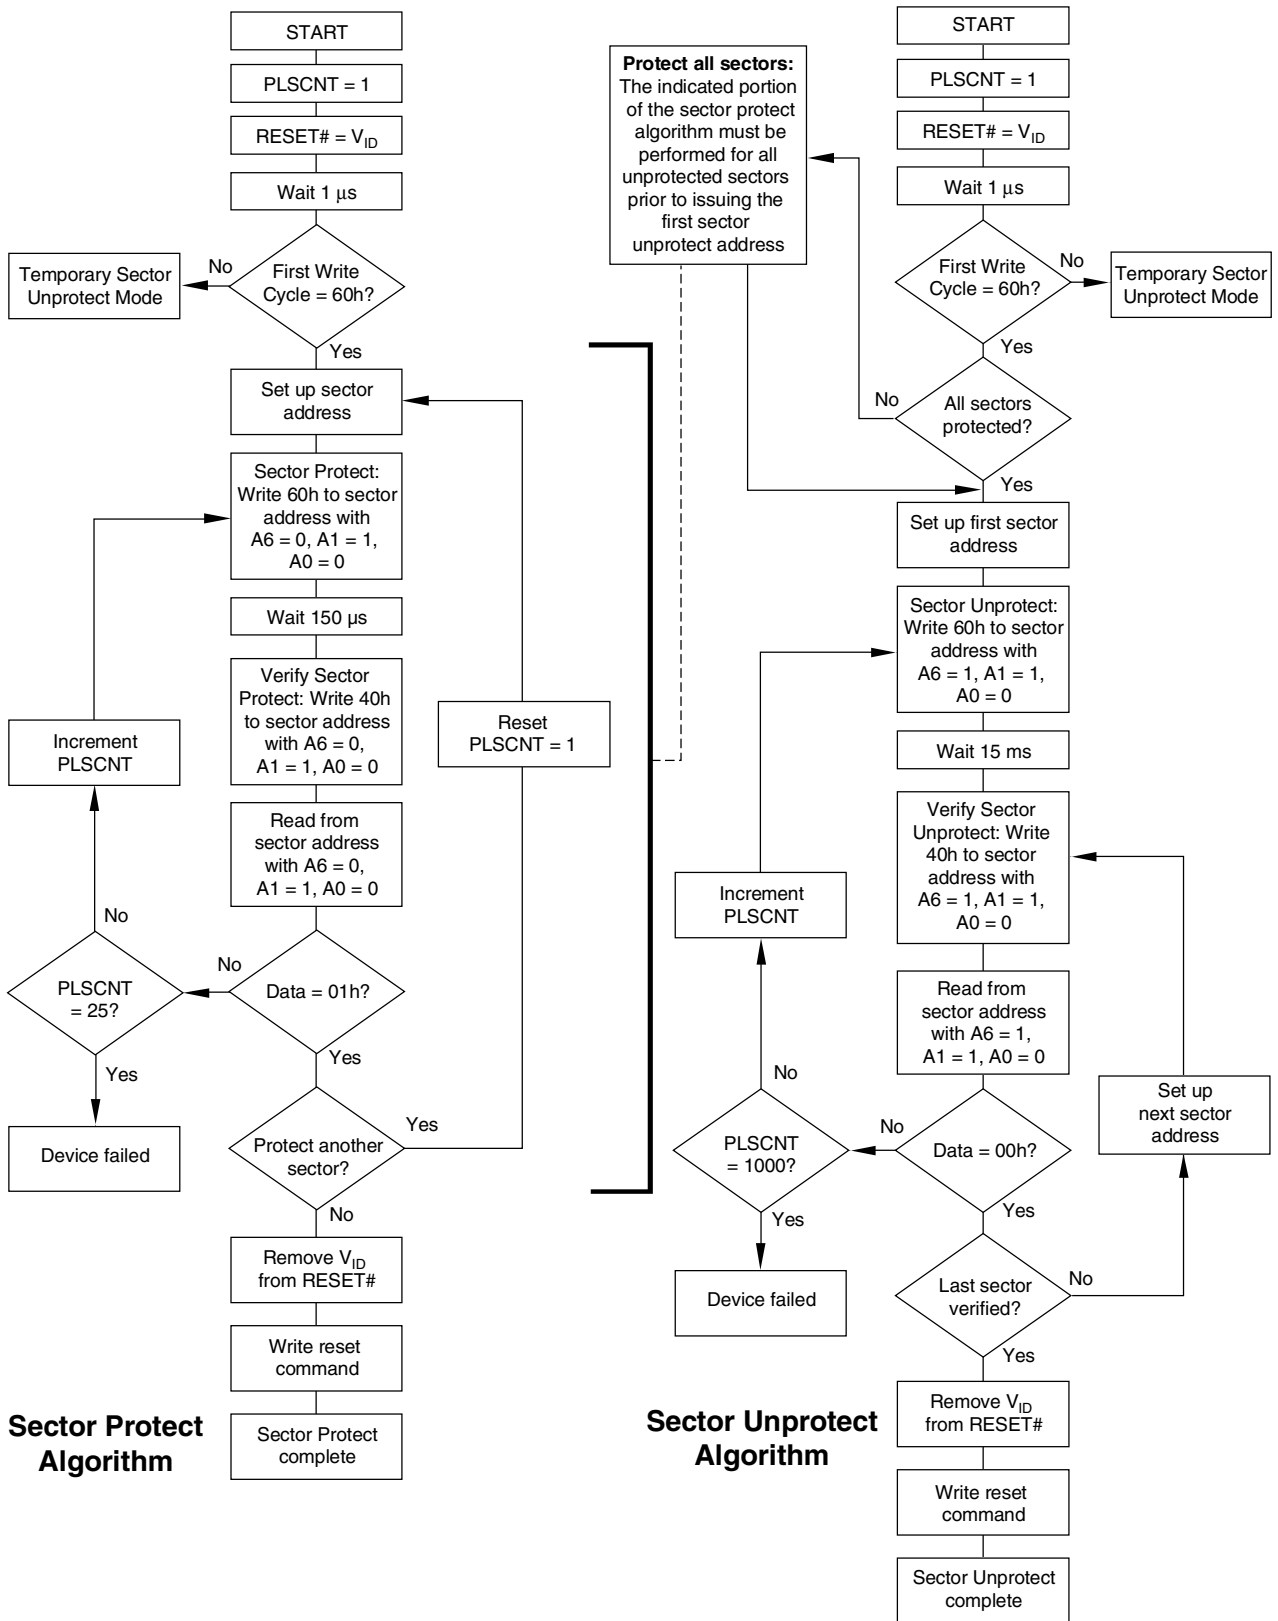 START
PLSCNT = 1
RESET# = VID
Wait 1 μs
First Write
Cycle = 60h?
No
Temporary Sector
Unprotect Mode
Yes
Set up sector
address
Sector Protect:
Write 60h to sector
address with
A6 = 0, A1 = 1,
A0 = 0
Wait 150 µs
Verify Sector
Protect: Write 40h
to sector address
with A6 = 0,
A1 = 1, A0 = 0
Reset
PLSCNT = 1
Increment
PLSCNT
Read from
sector address
with A6 = 0,
A1 = 1, A0 = 0
No
PLSCNT
= 25?
No
Data = 01h?
Yes
Yes
Device failed
Protect another
sector?
Yes
No
Remove VID
from RESET#
Write reset
command
Sector Protect
complete
Sector Protect
Algorithm
Protect all sectors:
The indicated portion
of the sector protect
algorithm must be
performed for all
unprotected sectors
prior to issuing the
first sector
unprotect address
START
PLSCNT = 1
RESET# = VID
Wait 1 μs
First Write
Cycle = 60h?
No
Temporary Sector
Unprotect Mode
Yes
No
All sectors
protected?
Yes
Set up first sector
address
Sector Unprotect:
Write 60h to sector
address with
A6 = 1, A1 = 1,
A0 = 0
Wait 15 ms
Verify Sector
Unprotect: Write
40h to sector
address with
A6 = 1, A1 = 1,
A0 = 0
Increment
PLSCNT
Read from
sector address
with A6 = 1,
A1 = 1, A0 = 0
No
Set up
next sector
address
PLSCNT
= 1000?
No
Data = 00h?
Yes
Yes
Device failed
Last sector
verified?
No
Yes
Remove VID
from RESET#
Write reset
command
Sector Unprotect
complete
Sector Unprotect
Algorithm